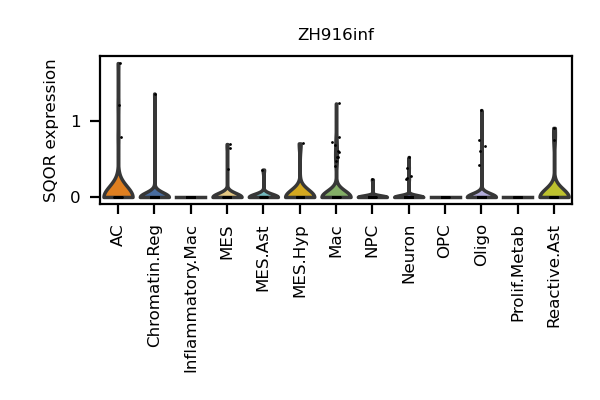 ZH916inf
SQOR expression
1
0
AC
Chromatin.Reg
Inflammatory.Mac
MES
MES.Ast
MES.Hyp
Mac
NPC
Neuron
OPC
Oligo
Prolif.Metab
Reactive.Ast